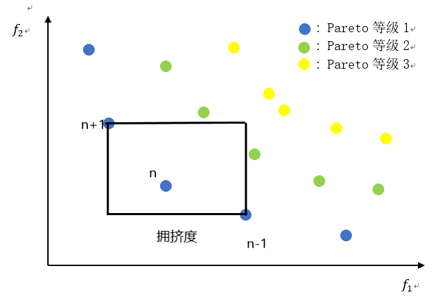 f₂
: Pareto 等级 1
: Pareto 等级 2
: Pareto 等级 3
n+1
n
拥挤度
n-1
f₁